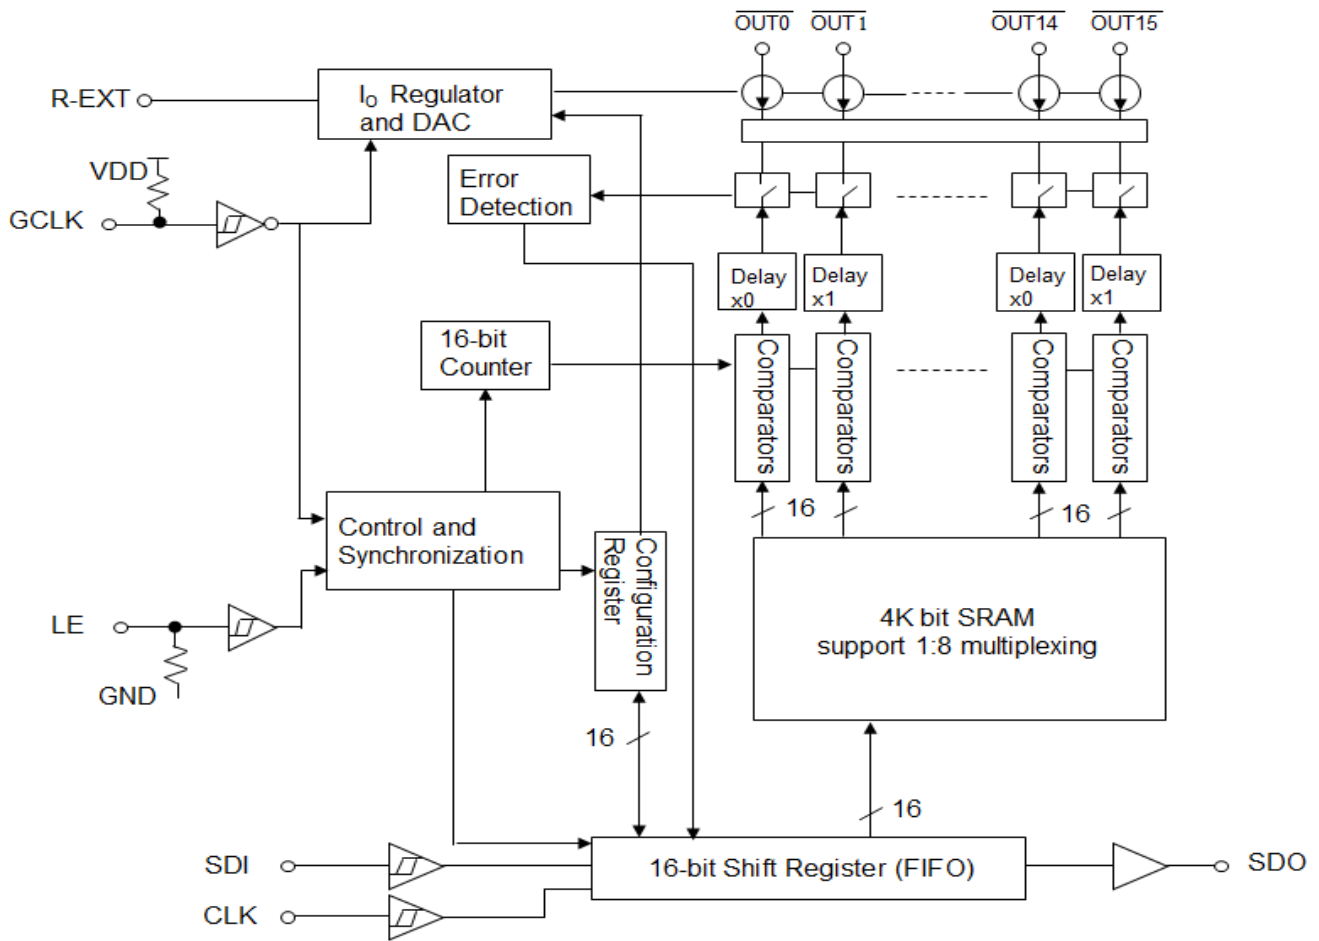 OUT0 OUT1 OUT14 OUT15
R-EXT
IO Regulator
and DAC
VDD
GCLK
Error
Detection
Delay
x0
Delay
x1
Delay
x0
Delay
x1
16-bit
Counter
Comparators
Comparators
Comparators
Comparators
16
16
Control and
Synchronization
Configuration
Register
LE
GND
4K bit SRAM
support 1:8 multiplexing
16
16
SDI
16-bit Shift Register (FIFO)
SDO
CLK